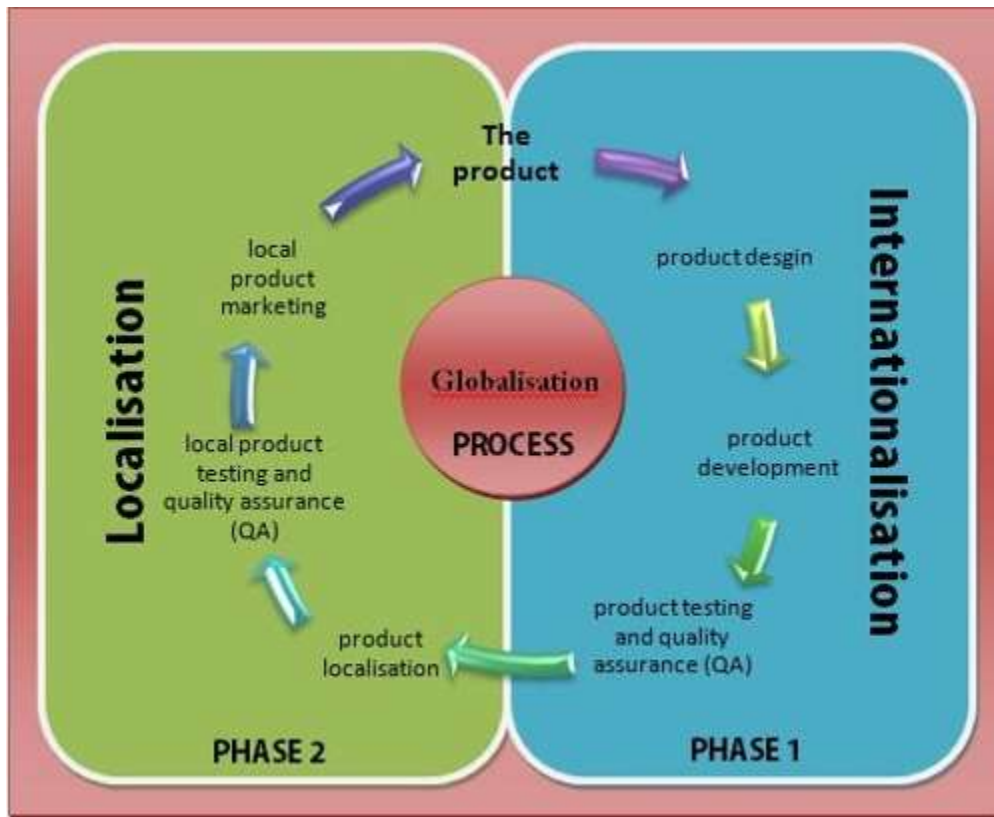 The
product
product desgin
product
development
product testing
and quality
assurance (QA)
Internationalisation
PHASE 1
product
localisation
local product
testing and
quality assurance
(QA)
local
product
marketing
Localisation
PHASE 2
Globalisation
PROCESS